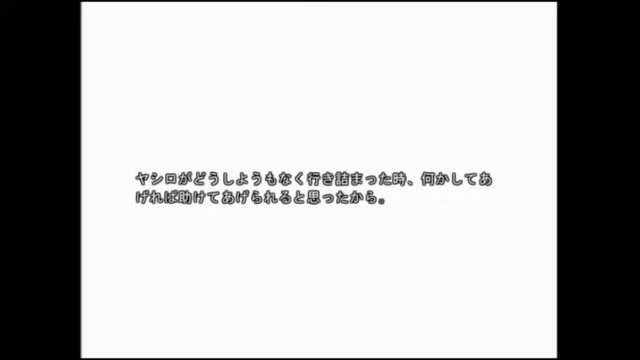 ヤシロがどうしようもなく行き詰まった時、何かしてあ
げれば助けてあげられると思ったから。